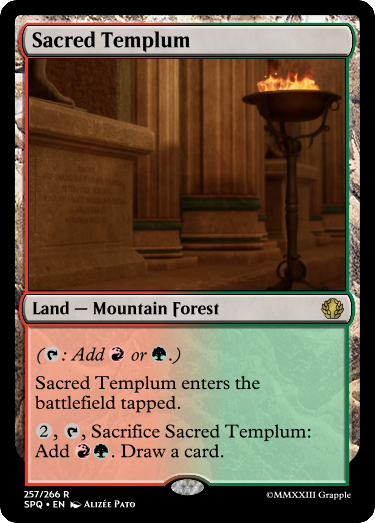 Sacred Templum
Land — Mountain Forest
(: Add or .)
Sacred Templum enters the
battlefield tapped.
2, , Sacrifice Sacred Templum:
Add . Draw a card.
257/266 R
SPQ • EN Alizée Pato
©MMXXIII Grapple